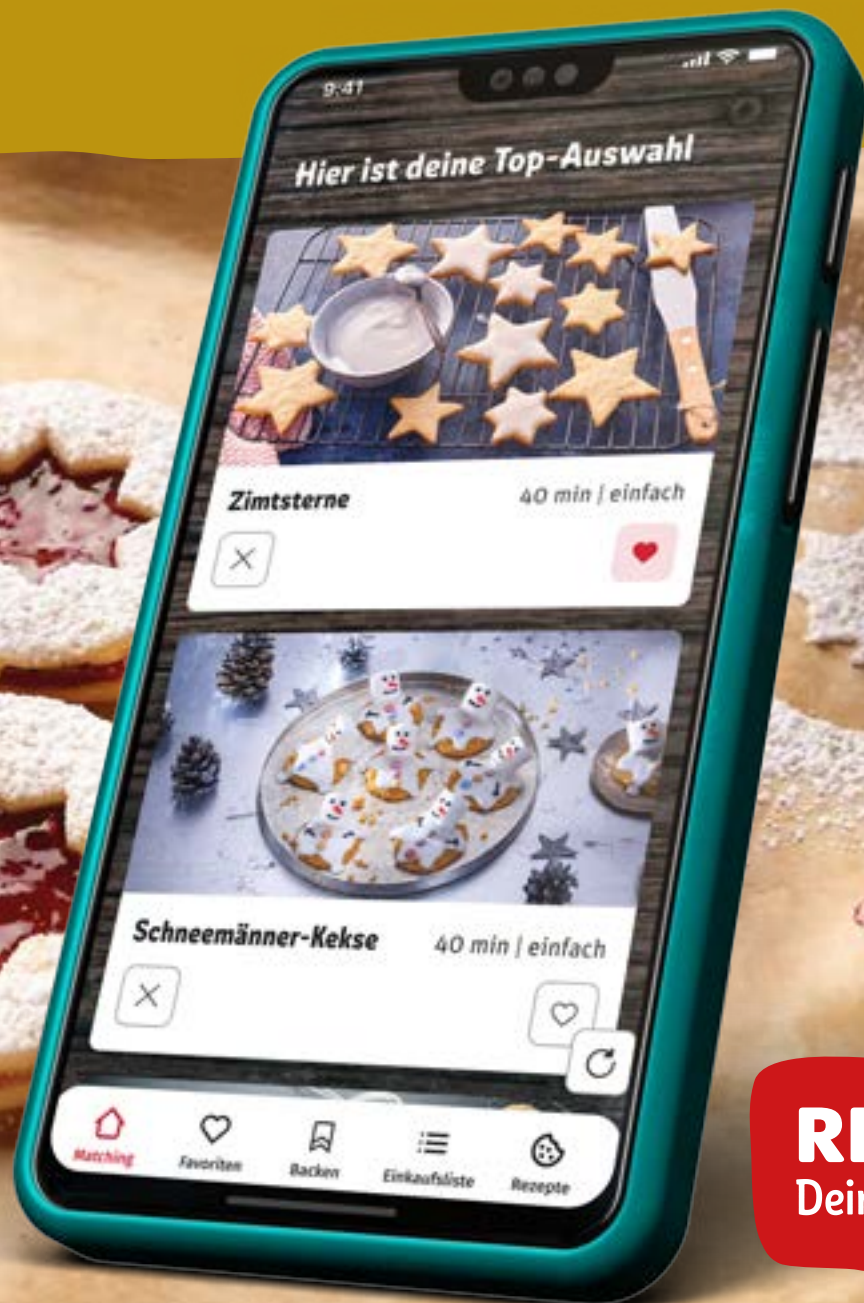 9:41
Hier ist deine Top-Auswahl
Zimtsterne 40 min | einfach
Schneemänner-Kekse 40 min | einfach
Matching Favoriten Backen Einkaufsliste Rezepte